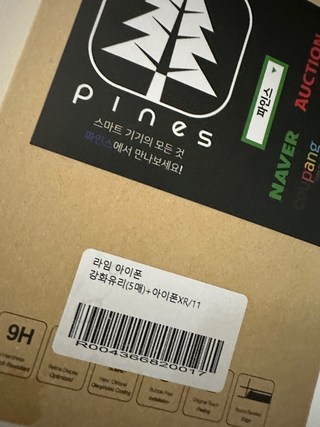 pines
스마트 기기의 모든 것
파인스에서 만나보세요!
파인스
NAVER
AUCTION
coupang
라임 아이폰
강화유리(5매)+아이폰XR/11
R004366820017
9H